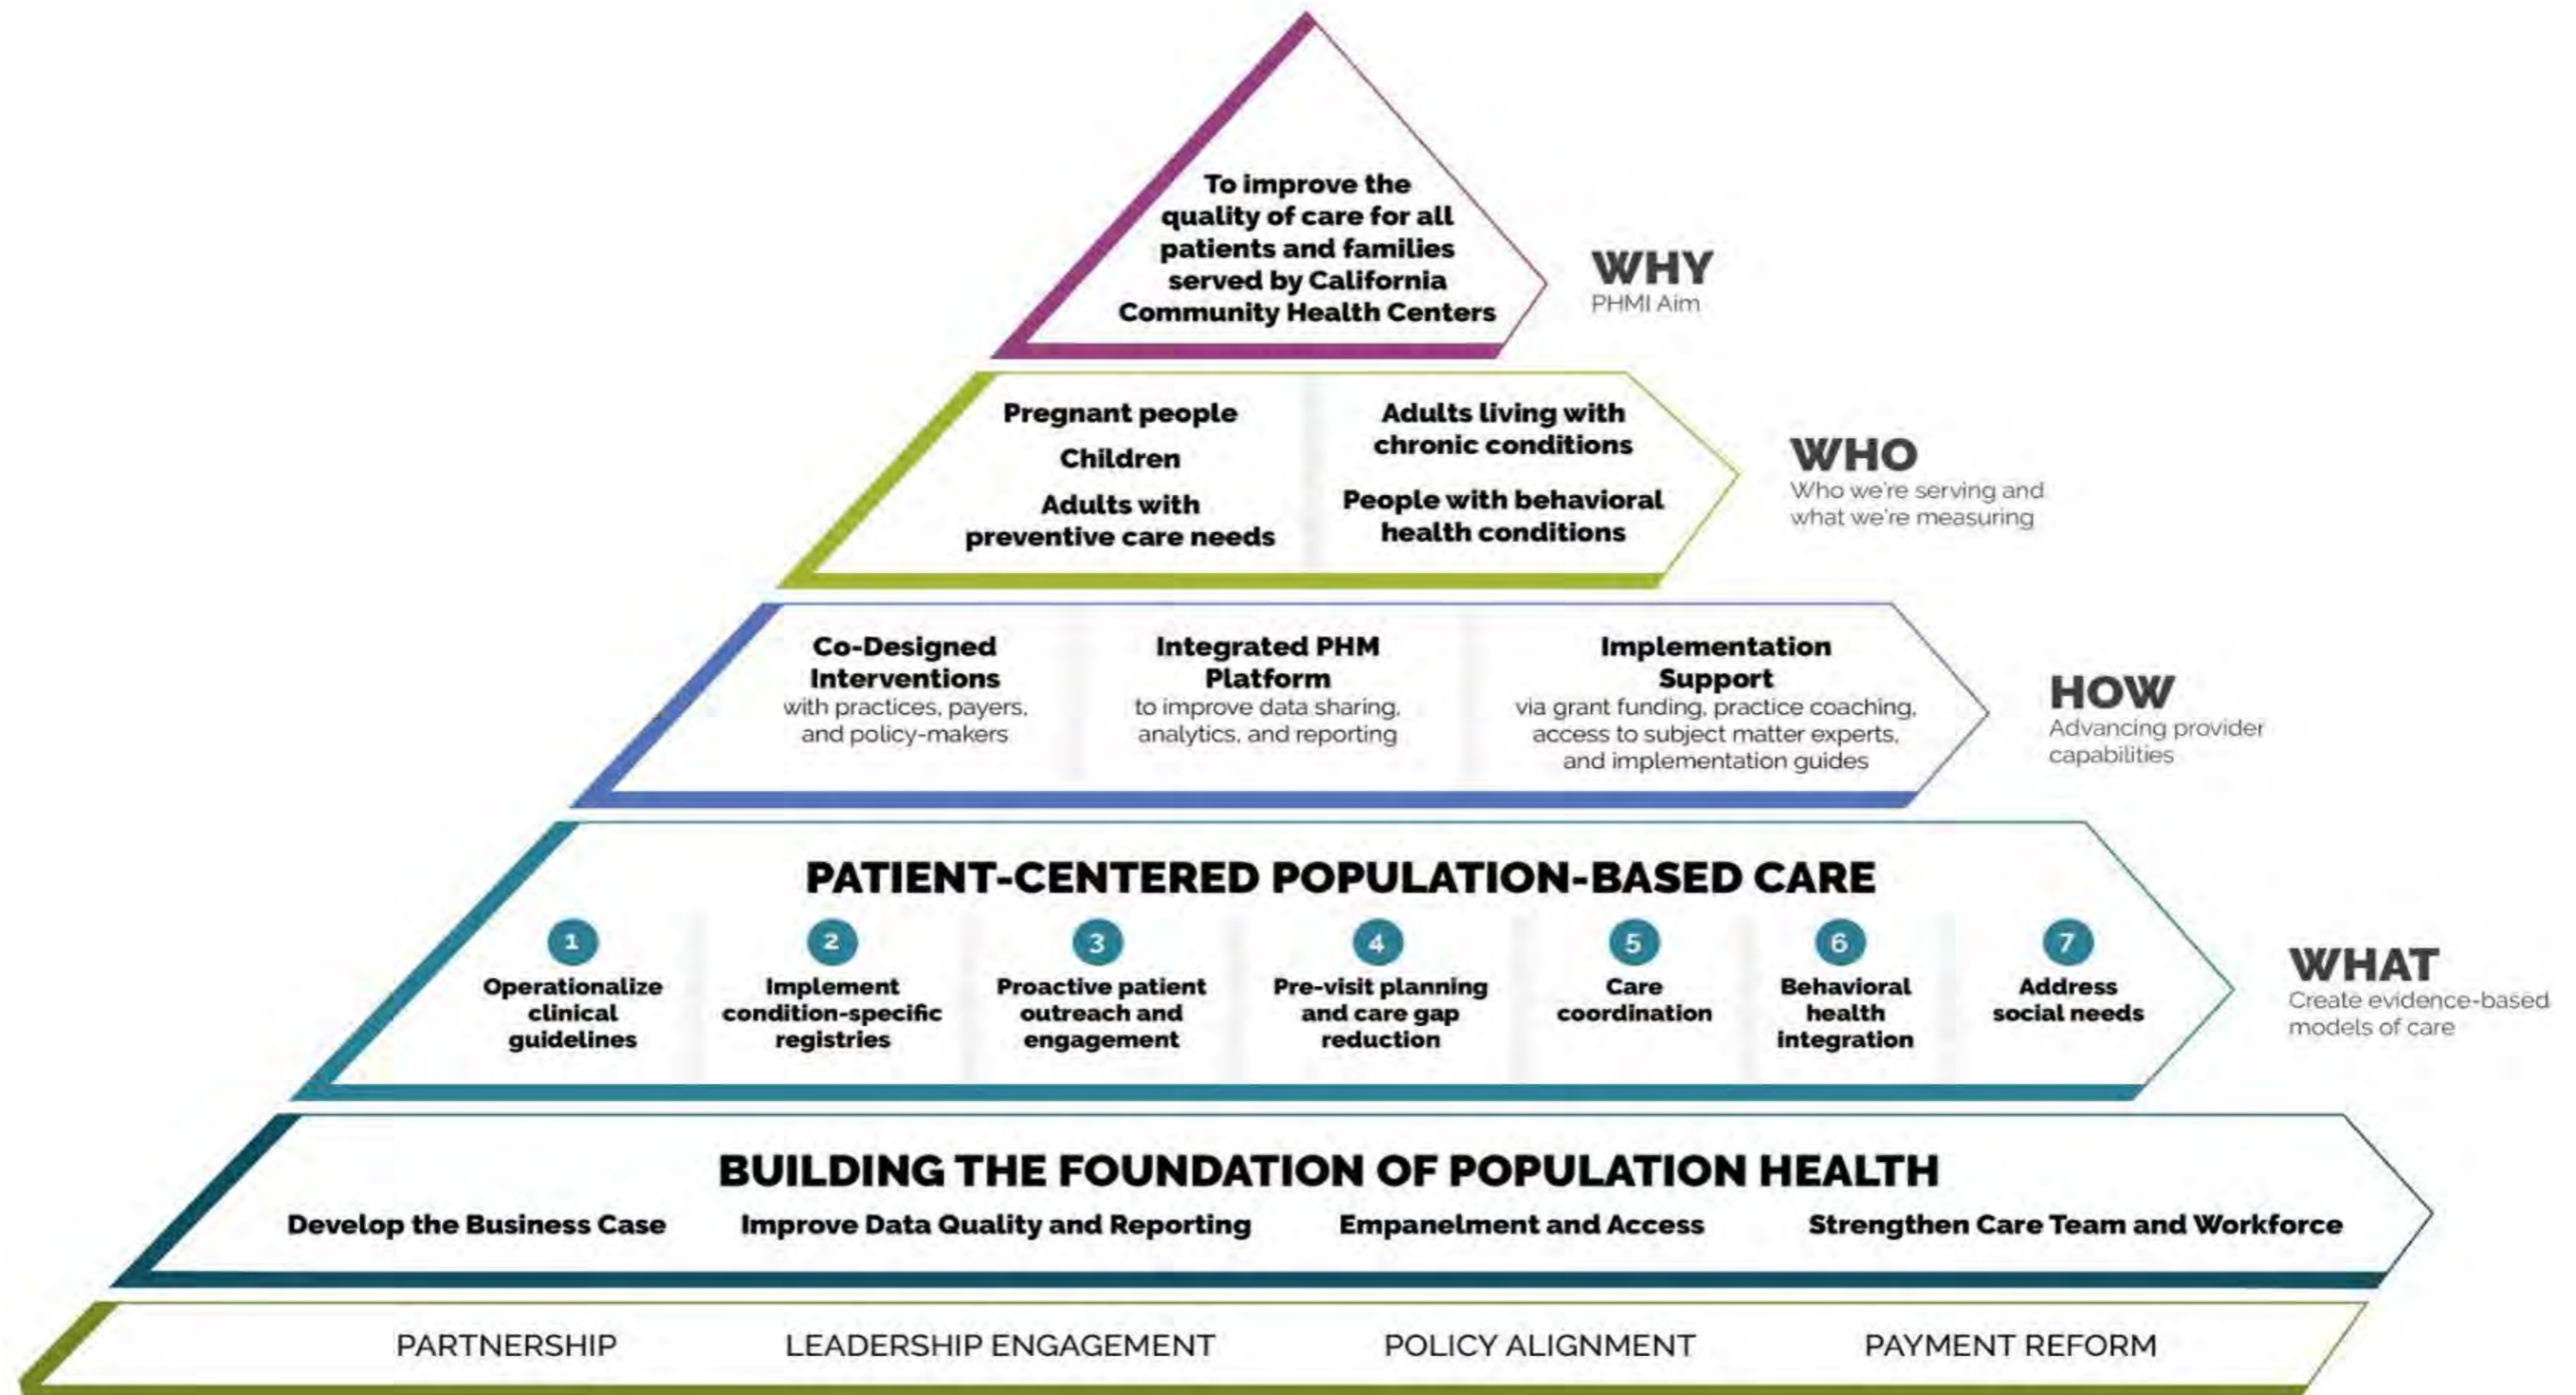 To improve the
quality of care for all
patients and families
served by California
Community Health Centers
WHY
PHMI Aim
Pregnant people
Children
Adults with
preventive care needs
Adults living with
chronic conditions
People with behavioral
health conditions
WHO
Who we're serving and
what we're measuring
Co-Designed
Interventions
with practices, payers,
and policy-makers
Integrated PHM
Platform
to improve data sharing,
analytics, and reporting
Implementation
Support
via grant funding, practice coaching,
access to subject matter experts,
and implementation guides
HOW
Advancing provider
capabilities
PATIENT-CENTERED POPULATION-BASED CARE
1
Operationalize
clinical
guidelines
2
Implement
condition-specific
registries
3
Proactive patient
outreach and
engagement
4
Pre-visit planning
and care gap
reduction
5
Care
coordination
6
Behavioral
health
integration
7
Address
social needs
WHAT
Create evidence-based
models of care
BUILDING THE FOUNDATION OF POPULATION HEALTH
Develop the Business Case
Improve Data Quality and Reporting
Empanelment and Access
Strengthen Care Team and Workforce
PARTNERSHIP
LEADERSHIP ENGAGEMENT
POLICY ALIGNMENT
PAYMENT REFORM